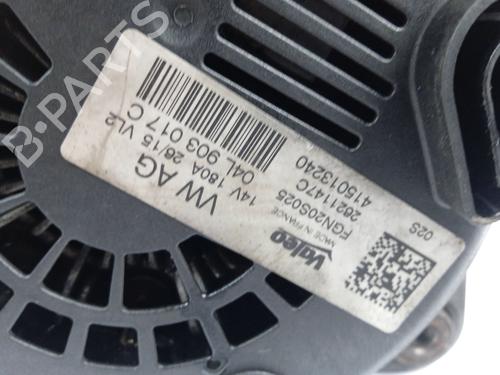 B-PARTS
VW AG
14V 180A 26/15 VL2
04L 903 017 C
Valeo
MADE IN FRANCE
FGN20S025
2621147C
415013240
02S